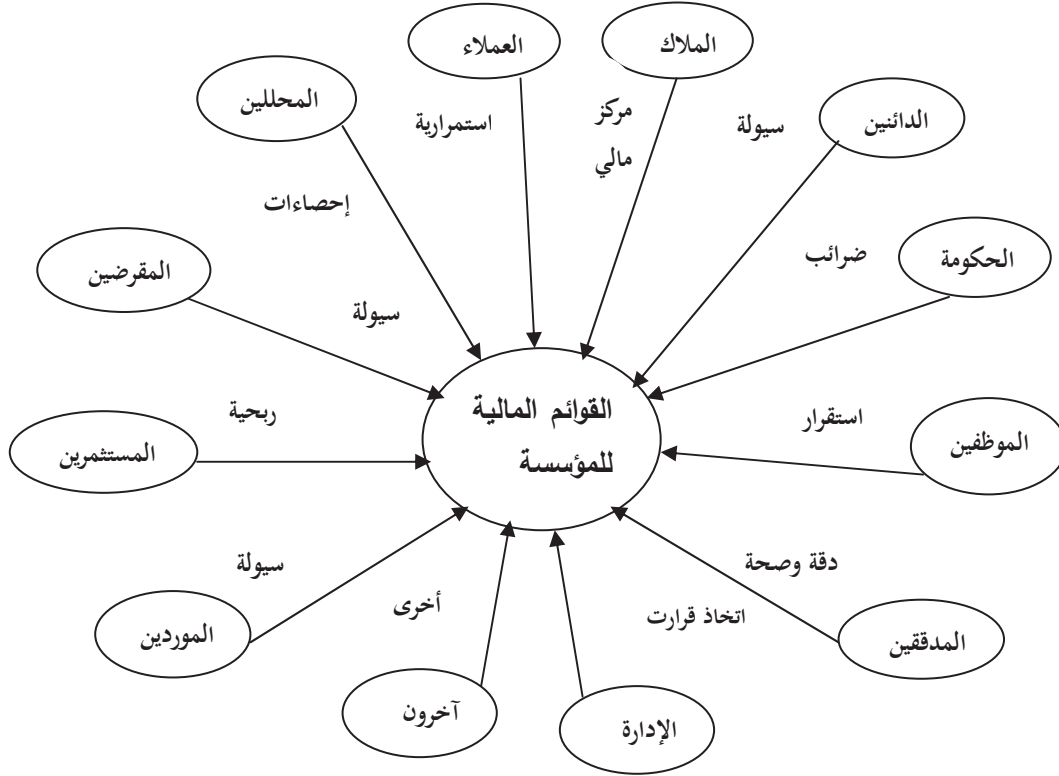 العملاء
الملاك
المحللين
الدائنين
استمرارية
مركز
مالي
سيولة
إحصاءات
ضرائب
الحكومة
المقرضين
سيولة
القوائم المالية
للمؤسسة
ربحية
استقرار
المستثمرين
الموظفين
سيولة
دقة وصحة
أخرى
اتخاذ قرارت
الموردين
المدققين
آخرون
الإدارة